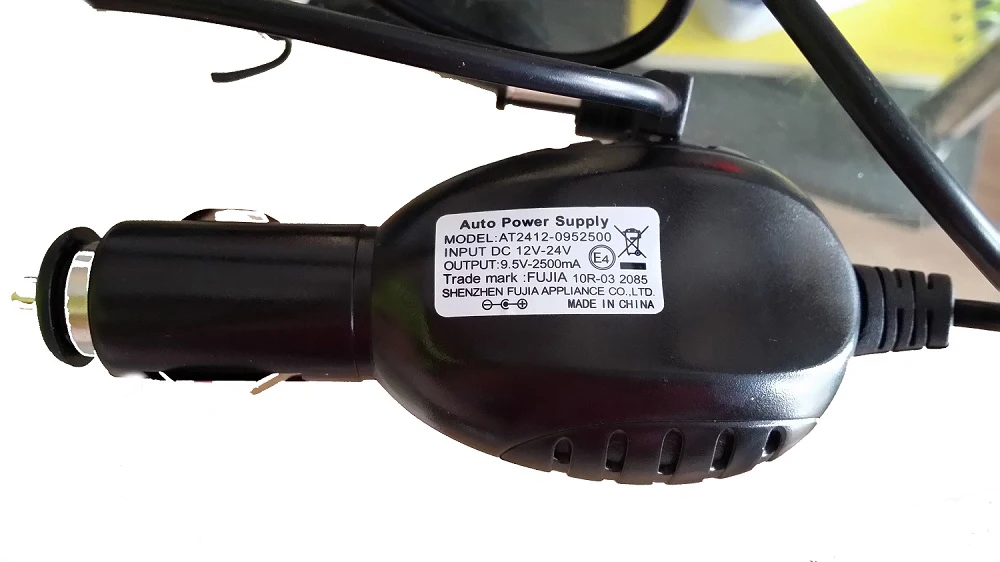 Auto Power Supply
MODEL:AT2412-0952500
INPUT DC 12V-24V
OUTPUT:9.5V-2500mA
E4
Trade mark :FUJIA 10R-03 2085
SHENZHEN FUJIA APPLIANCE CO.,LTD.
MADE IN CHINA